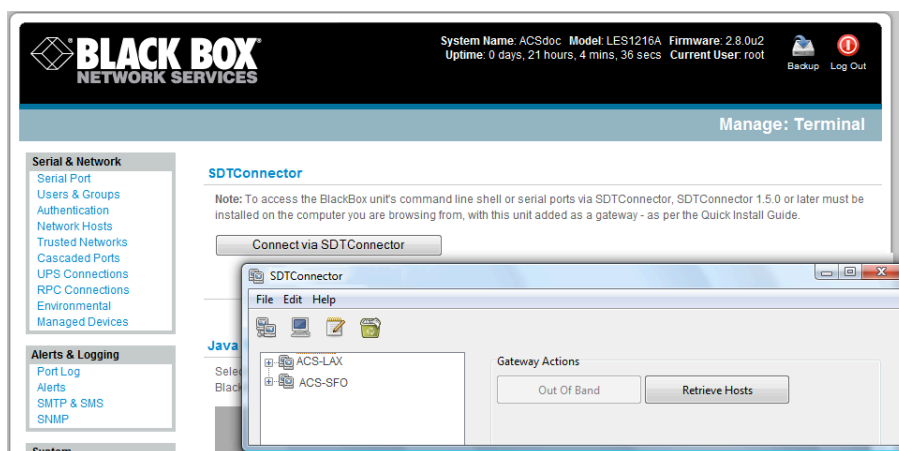 BLACK BOX
NETWORK SERVICES
System Name: ACSdoc Model: LES1216A Firmware: 2.8.0u2
Uptime: 0 days, 21 hours, 4 mins, 36 secs Current User: root
Backup
Log Out
Manage: Terminal
Serial & Network
Serial Port
Users & Groups
Authentication
Network Hosts
Trusted Networks
Cascaded Ports
UPS Connections
RPC Connections
Environmental
Managed Devices
Alerts & Logging
Port Log
Alerts
SMTP & SMS
SNMP
SDTConnector
Note: To access the BlackBox unit's command line shell or serial ports via SDTConnector, SDTConnector 1.5.0 or later must be
installed on the computer you are browsing from, with this unit added as a gateway - as per the Quick Install Guide.
Connect via SDTConnector
Java
SDTConnector
File Edit Help
ACS-LAX
ACS-SFO
Gateway Actions
Out Of Band
Retrieve Hosts